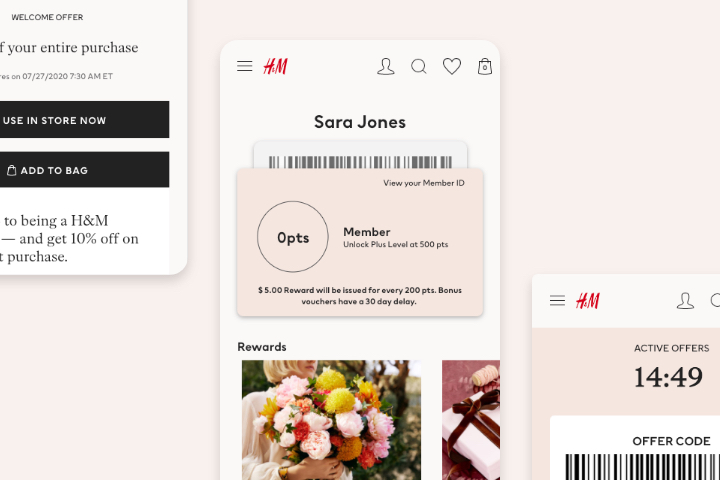 WELCOME OFFER
f your entire purchase
res on 07/27/2020 7:30 AM ET
USE IN STORE NOW
ADD TO BAG
to being a H&M
— and get 10% off on
t purchase.
H&M
0
Sara Jones
View your Member ID
0pts
Member
Unlock Plus Level at 500 pts
$ 5.00 Reward will be issued for every 200 pts. Bonus
vouchers have a 30 day delay.
Rewards
H&M
ACTIVE OFFERS
14:49
OFFER CODE